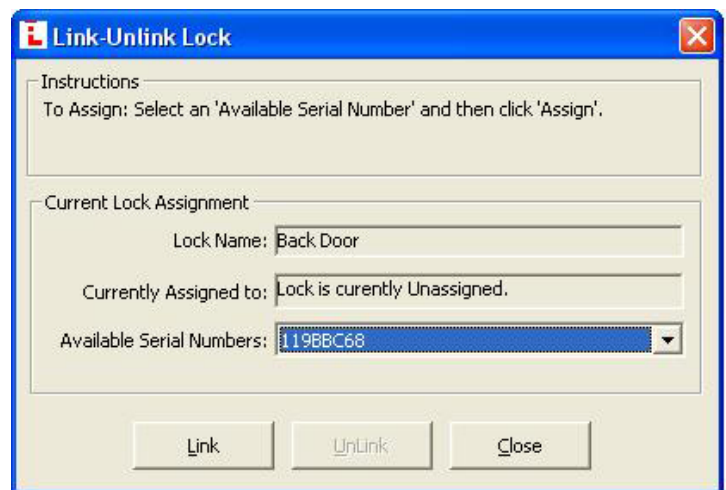 Link-Unlink Lock
Instructions
To Assign: Select an 'Available Serial Number' and then click 'Assign'.
Current Lock Assignment
Lock Name: Back Door
Currently Assigned to: Lock is curently Unassigned.
Available Serial Numbers: 119BBC68
Link UnLink Close